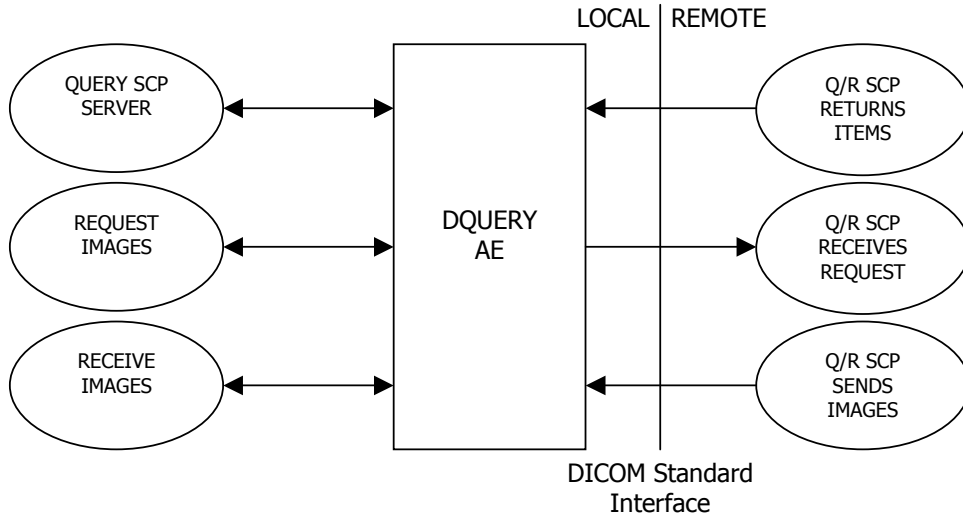 LOCAL
REMOTE
QUERY SCP
SERVER
Q/R SCP
RETURNS
ITEMS
REQUEST
IMAGES
DQUERY
AE
Q/R SCP
RECEIVES
REQUEST
RECEIVE
IMAGES
Q/R SCP
SENDS
IMAGES
DICOM Standard
Interface